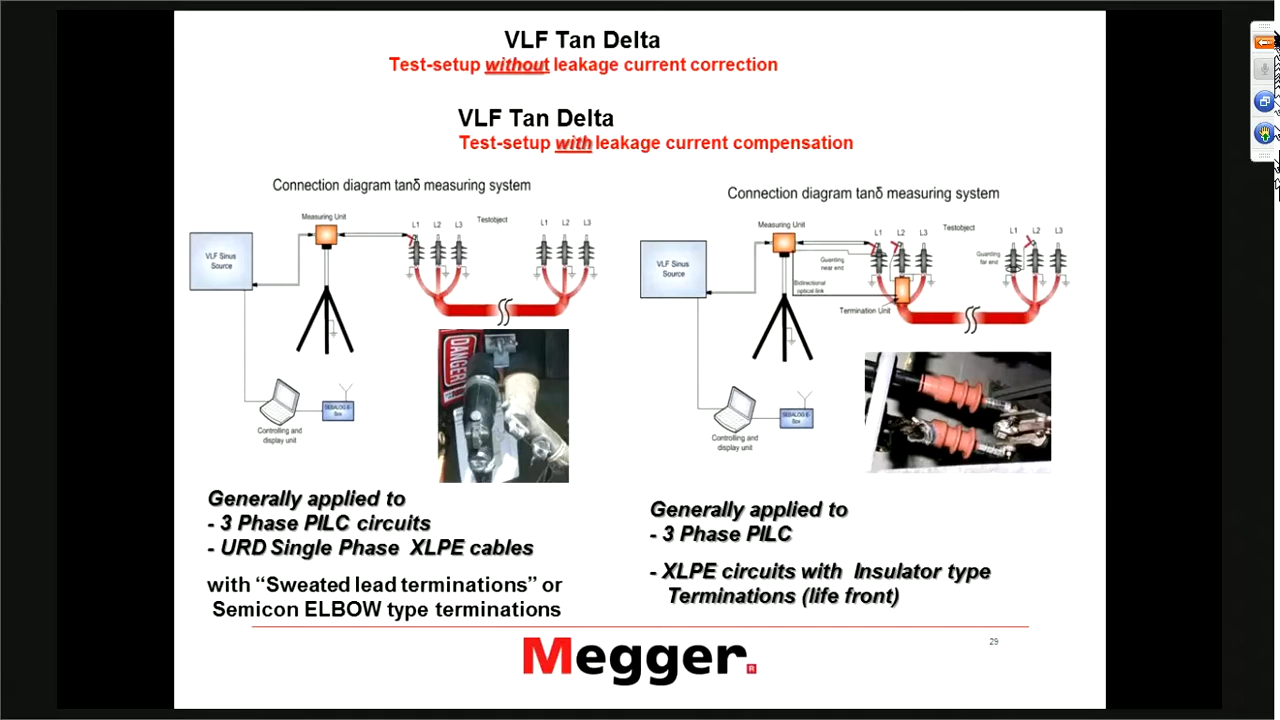 VLF Tan Delta
Test-setup without leakage current correction
VLF Tan Delta
Test-setup with leakage current compensation
Connection diagram tanδ measuring system
Measuring Unit
L1 L2 L3
Testobject
L1 L2 L3
VLF Sinus
Source
DANGER
Controlling and
display unit
SEBALOG E-
Box
Generally applied to
- 3 Phase PILC circuits
- URD Single Phase XLPE cables
with “Sweated lead terminations” or
Semicon ELBOW type terminations
Connection diagram tanδ measuring system
Measuring Unit
L1 L2 L3
Testobject
L1 L2 L3
VLF Sinus
Source
Guarding
near end
Guarding
far end
Bidirectional
optical link
Termination Unit
Controlling and
display unit
SEBALOG E-
Box
Generally applied to
- 3 Phase PILC
- XLPE circuits with Insulator type
Terminations (life front)
29
Megger.
R